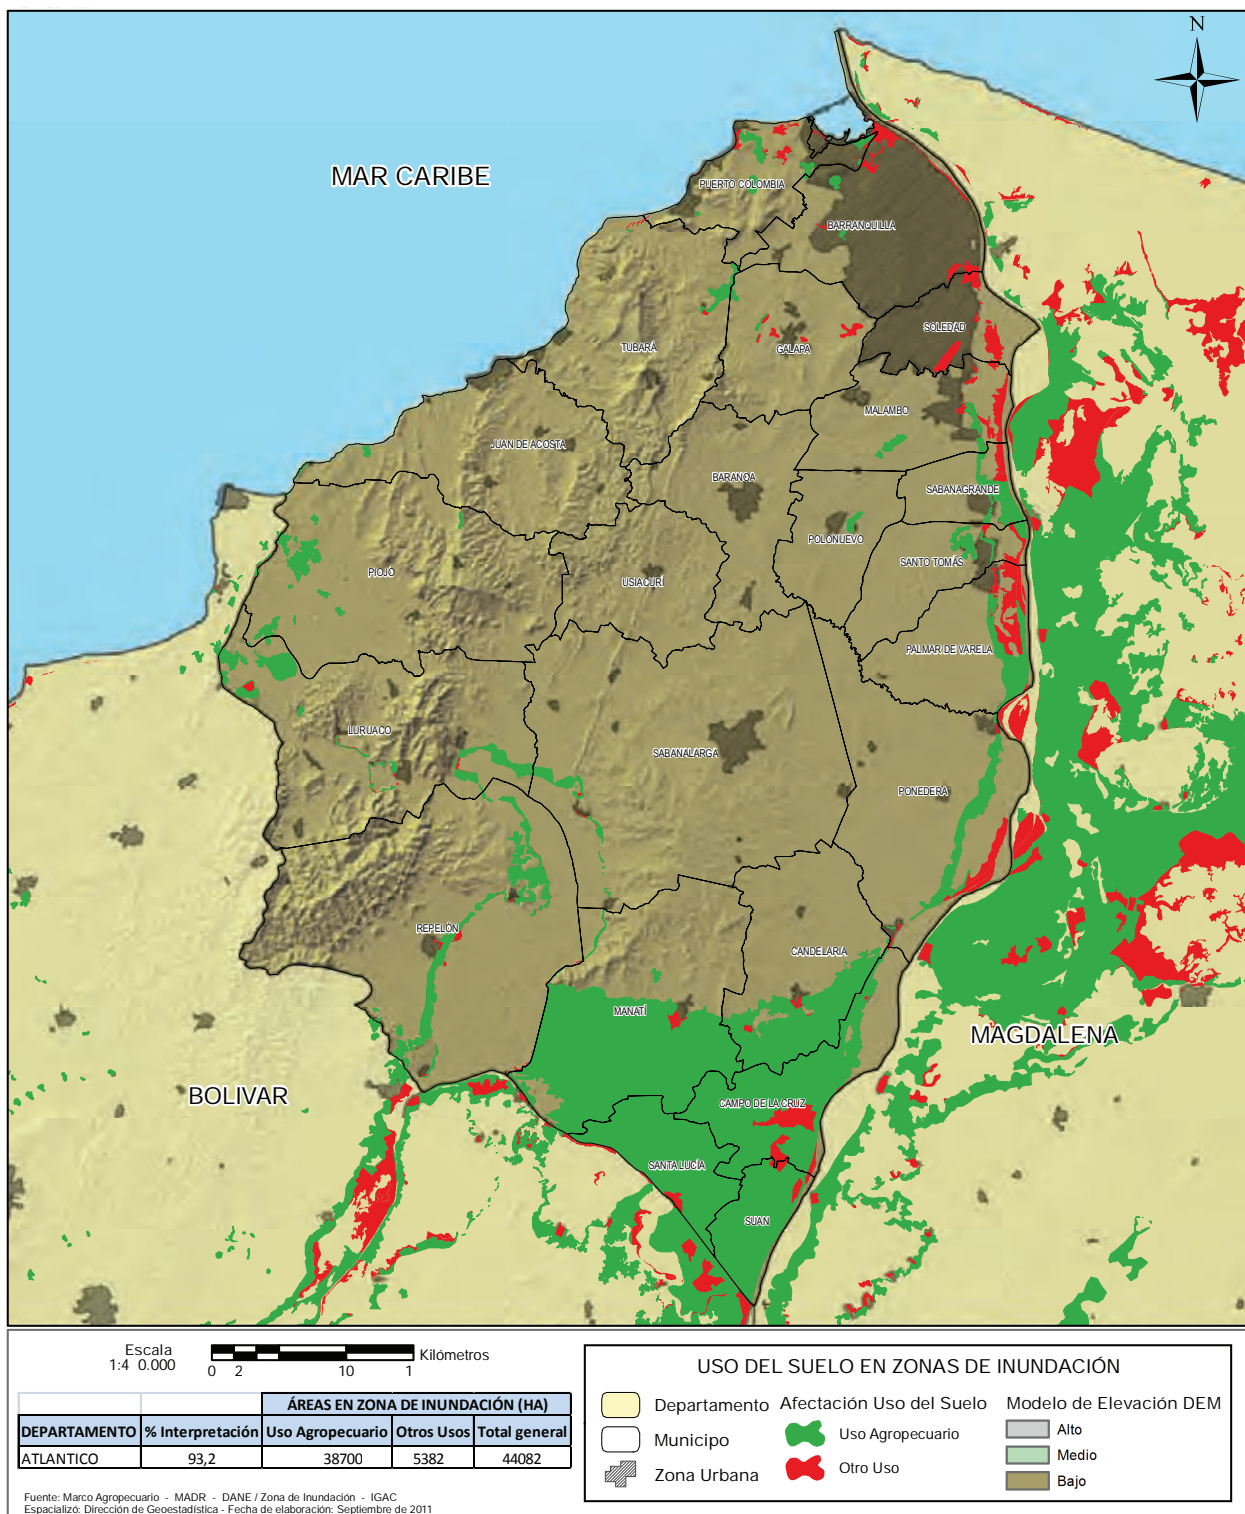 N
MAR CARIBE
PUERTO COLOMBIA
BARRANQUILLA
SOLEDAD
TUBARÁ
GALAPA
MALAMBO
JUAN DE ACOSTA
BARANOA
SABANAGRANDE
POLONUEVO
SANTO TOMÁS
PIOJÓ
USIACURÍ
PALMAR DE VARELA
LURUACO
SABANALARGA
PONEDERA
REPELÓN
CANDELARIA
MANATÍ
MAGDALENA
BOLIVAR
CAMPO DE LA CRUZ
SANTA LUCÍA
SUAN
Escala
1:4 0.000
Kilómetros
0 2 10 1
ÁREAS EN ZONA DE INUNDACIÓN (HA)
DEPARTAMENTO % Interpretación Uso Agropecuario Otros Usos Total general
ATLANTICO 93,2 38700 5382 44082
Fuente: Marco Agropecuario - MADR - DANE / Zona de Inundación - IGAC
Espacializó: Dirección de Geoestadística - Fecha de elaboración: Septiembre de 2011
USO DEL SUELO EN ZONAS DE INUNDACIÓN
Departamento
Municipo
Zona Urbana
Afectación Uso del Suelo
Uso Agropecuario
Otro Uso
Modelo de Elevación DEM
Alto
Medio
Bajo